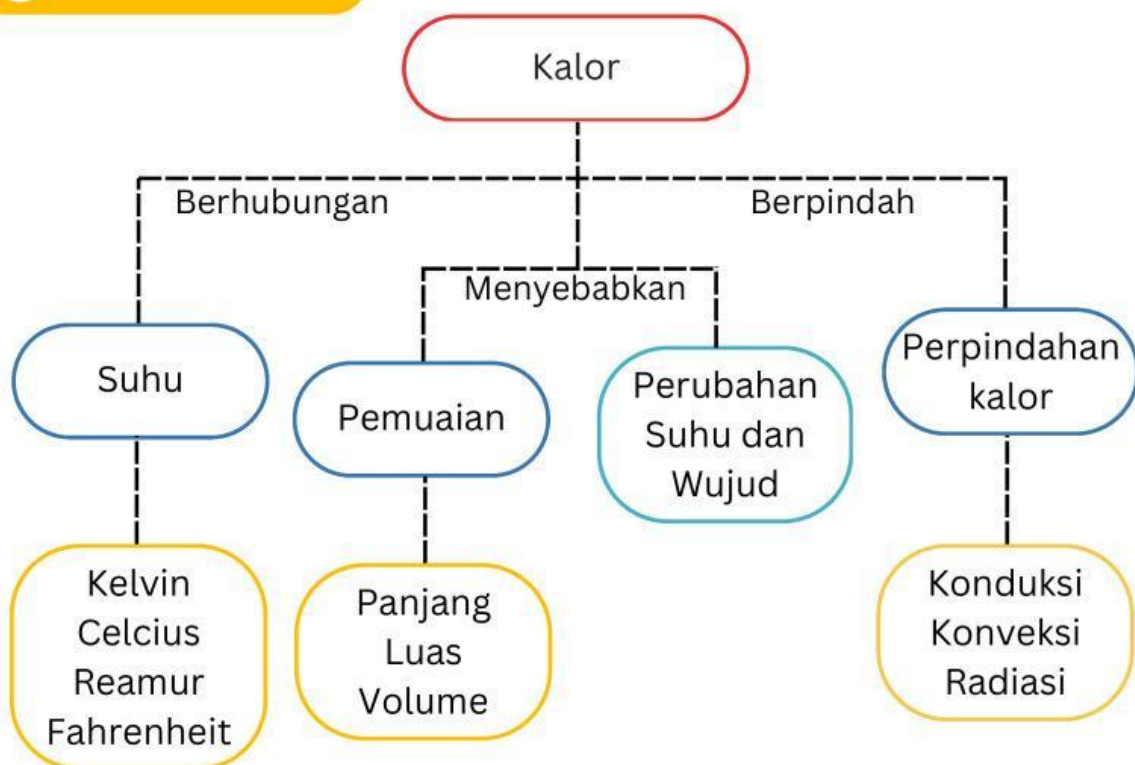 Kalor
Berhubungan
Berpindah
Menyebabkan
Suhu
Pemuaian
Perubahan
Suhu dan
Wujud
Perpindahan
kalor
Kelvin
Celcius
Reamur
Fahrenheit
Panjang
Luas
Volume
Konduksi
Konveksi
Radiasi